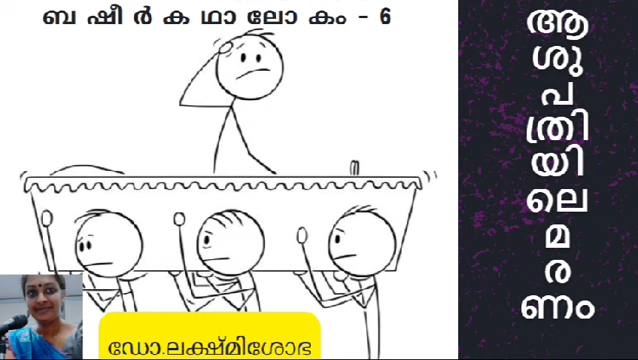 ബ ഷീ ർ ക ഥാ ലോ കം - 6
ആ
ശു
പ
ത്രി
യി
ലെ
മ
ര
ണം
ഡോ.ലക്ഷ്മിശോഭ